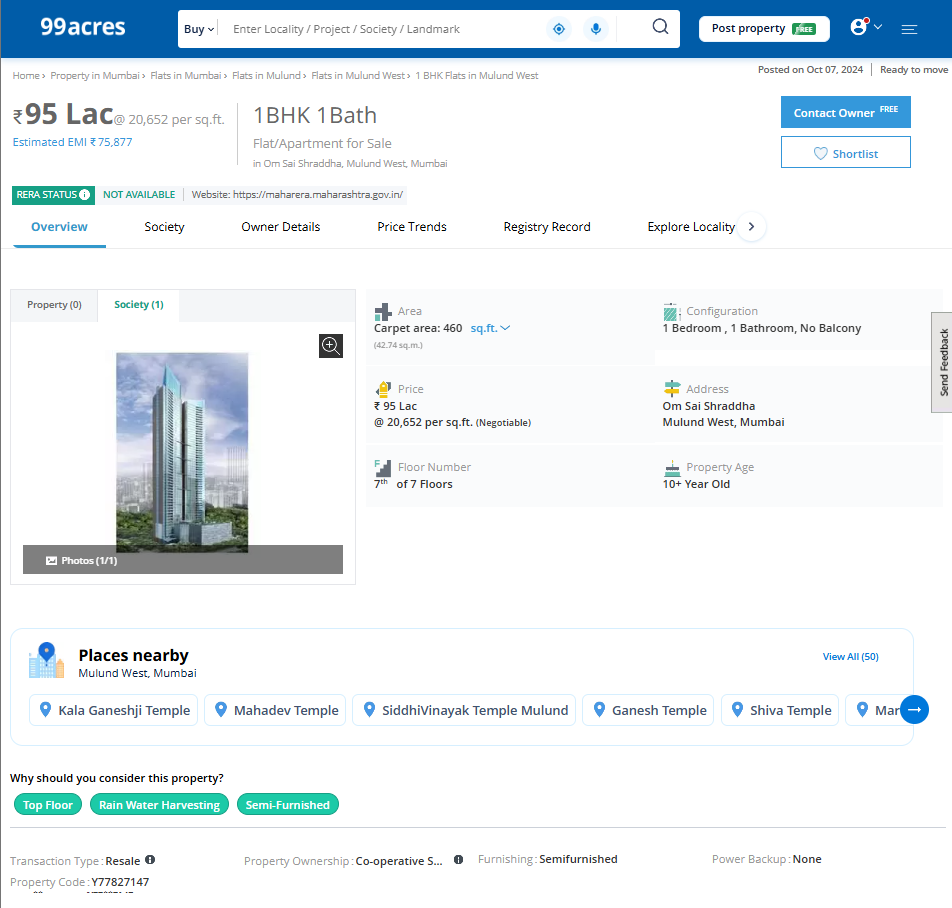 99acres
Buy
Enter Locality / Project / Society / Landmark
Post property FREE
Home › Property in Mumbai › Flats in Mumbai › Flats in Mulund › Flats in Mulund West › 1 BHK Flats in Mulund West
Posted on Oct 07, 2024 | Ready to move
₹95 Lac @ 20,652 per sq.ft.
Estimated EMI ₹75,877
1BHK 1Bath
Flat/Apartment for Sale
in Om Sai Shraddha, Mulund West, Mumbai
Contact Owner FREE
Shortlist
RERA STATUS NOT AVAILABLE | Website: https://maharera.maharashtra.gov.in/
Overview Society Owner Details Price Trends Registry Record Explore Locality
Property (0) Society (1)
Photos (1/1)
Area
Carpet area: 460 sq.ft.
(42.74 sq.m.)
Configuration
1 Bedroom , 1 Bathroom, No Balcony
Price
₹ 95 Lac
@ 20,652 per sq.ft. (Negotiable)
Address
Om Sai Shraddha
Mulund West, Mumbai
Floor Number
7th of 7 Floors
Property Age
10+ Year Old
Send Feedback
Places nearby
Mulund West, Mumbai
View All (50)
Kala Ganeshji Temple Mahadev Temple SiddhiVinayak Temple Mulund Ganesh Temple Shiva Temple Mar
Why should you consider this property?
Top Floor Rain Water Harvesting Semi-Furnished
Transaction Type : Resale Property Ownership : Co-operative S... Furnishing : Semifurnished Power Backup : None
Property Code : Y77827147